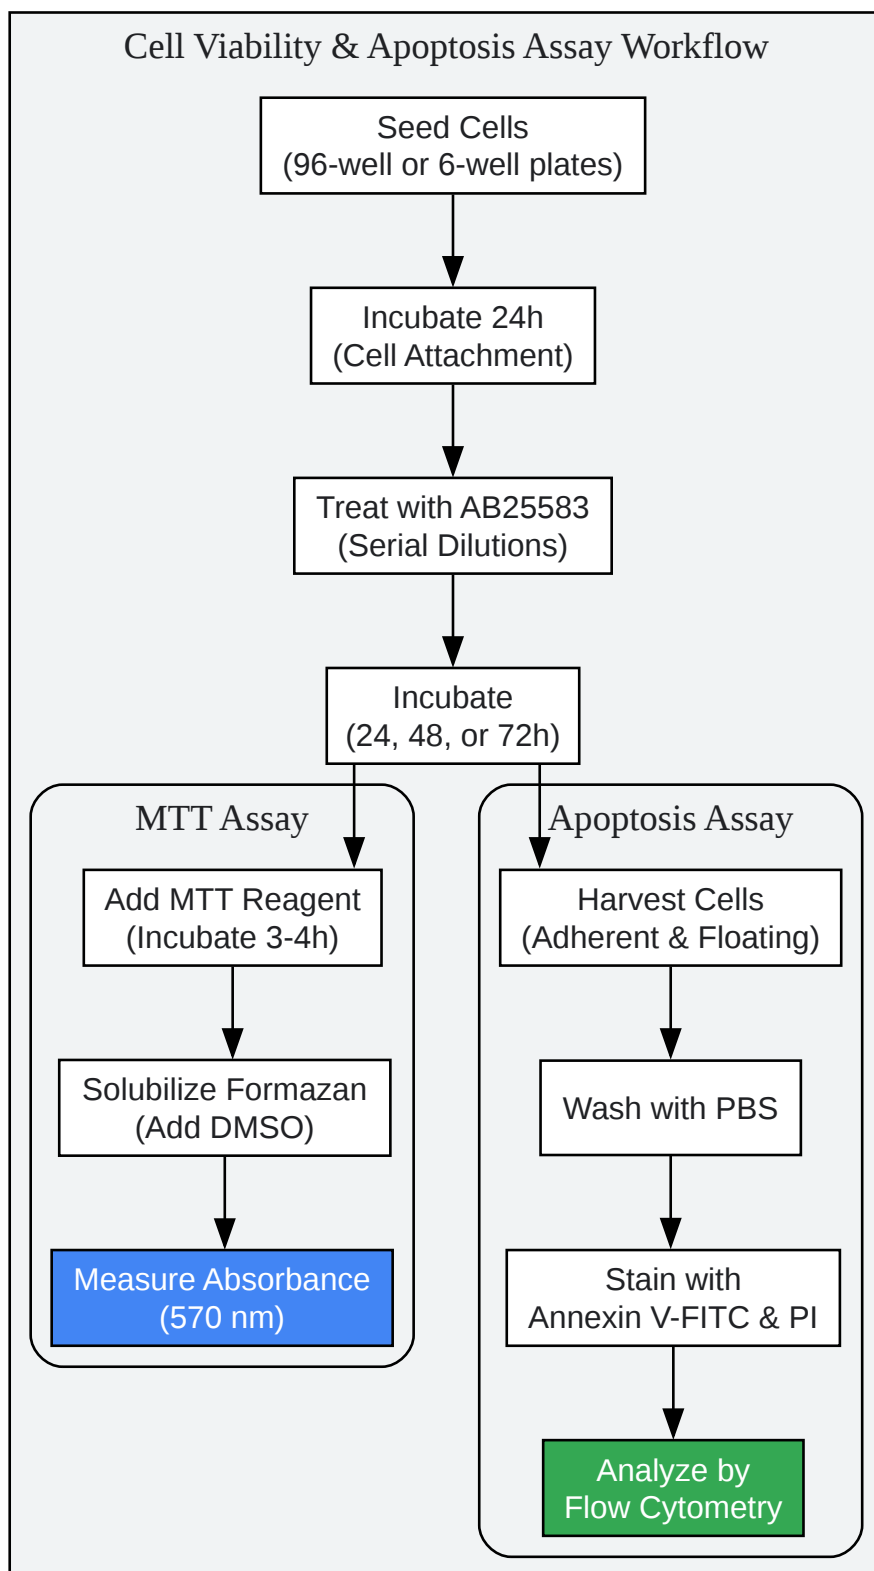 Cell Viability & Apoptosis Assay Workflow
Seed Cells
(96-well or 6-well plates)
Incubate 24h
(Cell Attachment)
Treat with AB25583
(Serial Dilutions)
Incubate
(24, 48, or 72h)
MTT Assay
Add MTT Reagent
(Incubate 3-4h)
Solubilize Formazan
(Add DMSO)
Measure Absorbance
(570 nm)
Apoptosis Assay
Harvest Cells
(Adherent & Floating)
Wash with PBS
Stain with
Annexin V-FITC & PI
Analyze by
Flow Cytometry